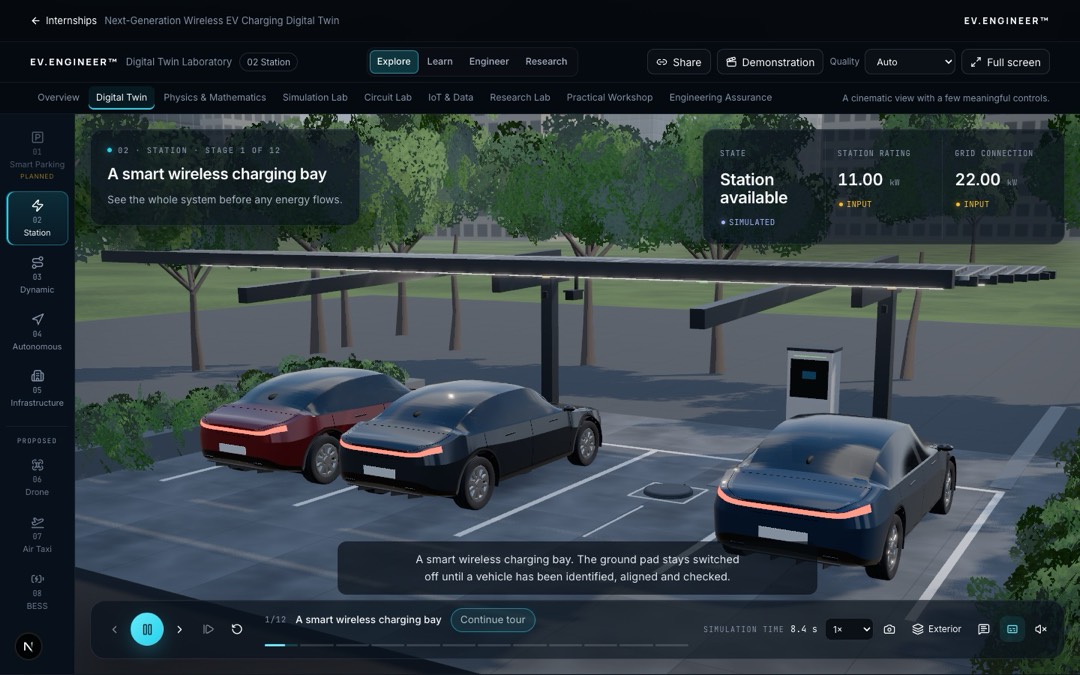 ← Internships Next-Generation Wireless EV Charging Digital Twin
EV.ENGINEER™
EV.ENGINEER™ Digital Twin Laboratory 02 Station
Explore Learn Engineer Research
Share Demonstration Quality Auto Full screen
Overview Digital Twin Physics & Mathematics Simulation Lab Circuit Lab IoT & Data Research Lab Practical Workshop Engineering Assurance
A cinematic view with a few meaningful controls.
01
Smart Parking
PLANNED
02
Station
03
Dynamic
04
Autonomous
05
Infrastructure
PROPOSED
06
Drone
07
Air Taxi
08
BESS
N
02 · STATION · STAGE 1 OF 12
A smart wireless charging bay
See the whole system before any energy flows.
STATE
Station
available
SIMULATED
STATION RATING
11.00 kW
INPUT
GRID CONNECTION
22.00 kW
INPUT
A smart wireless charging bay. The ground pad stays switched
off until a vehicle has been identified, aligned and checked.
1/12 A smart wireless charging bay Continue tour
SIMULATION TIME 8.4 s 1× Exterior